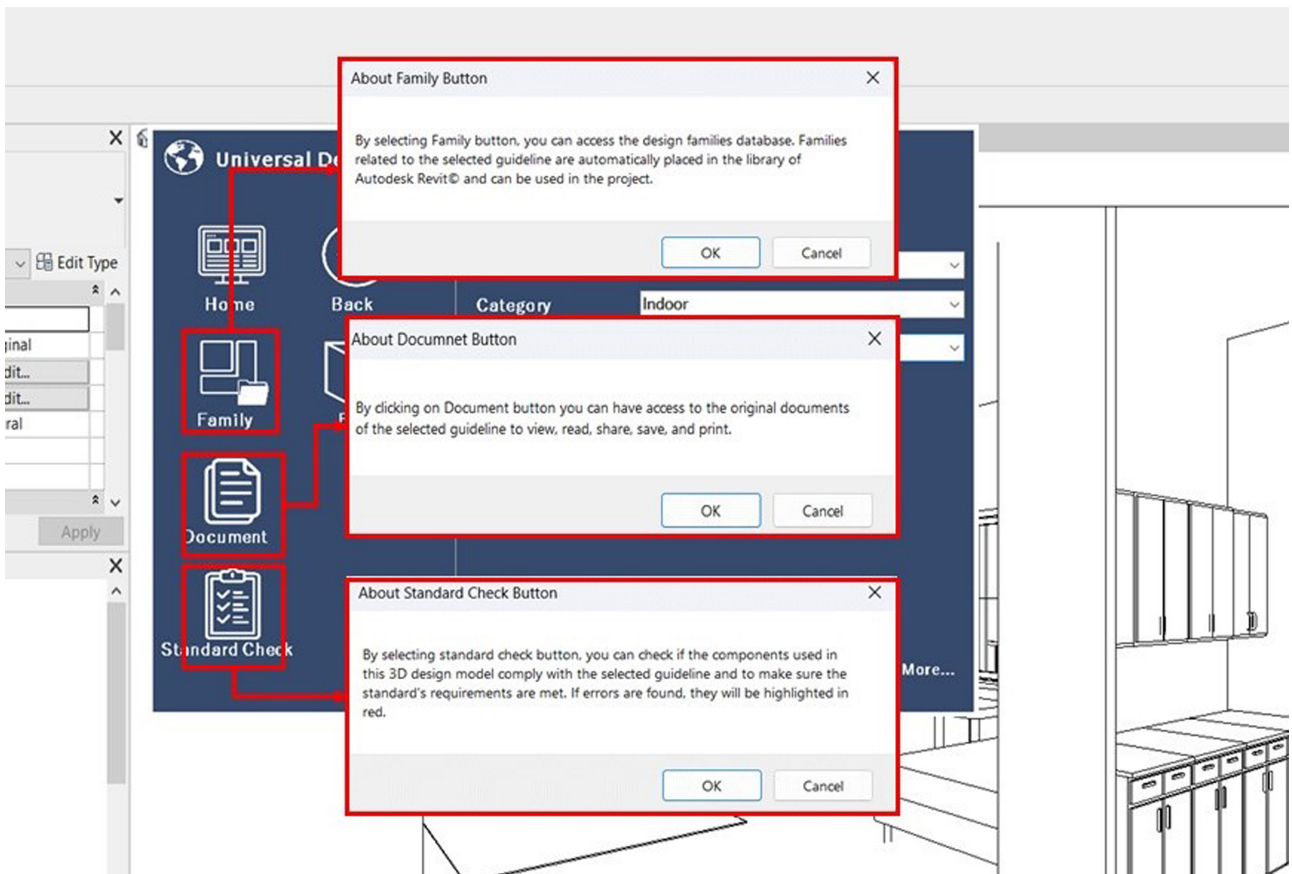 About Family Button
By selecting Family button, you can access the design families database. Families
related to the selected guideline are automatically placed in the library of
Autodesk Revit© and can be used in the project.
OK Cancel
Universal De
Edit Type
Home Back
Category Indoor
Family
About Documnet Button
By clicking on Document button you can have access to the original documents
of the selected guideline to view, read, share, save, and print.
OK Cancel
Apply
Document
About Standard Check Button
By selecting standard check button, you can check if the components used in
this 3D design model comply with the selected guideline and to make sure the
standard's requirements are met. If errors are found, they will be highlighted in
red.
OK Cancel
Standard Check
More...
ginal
dit...
dit...
ral